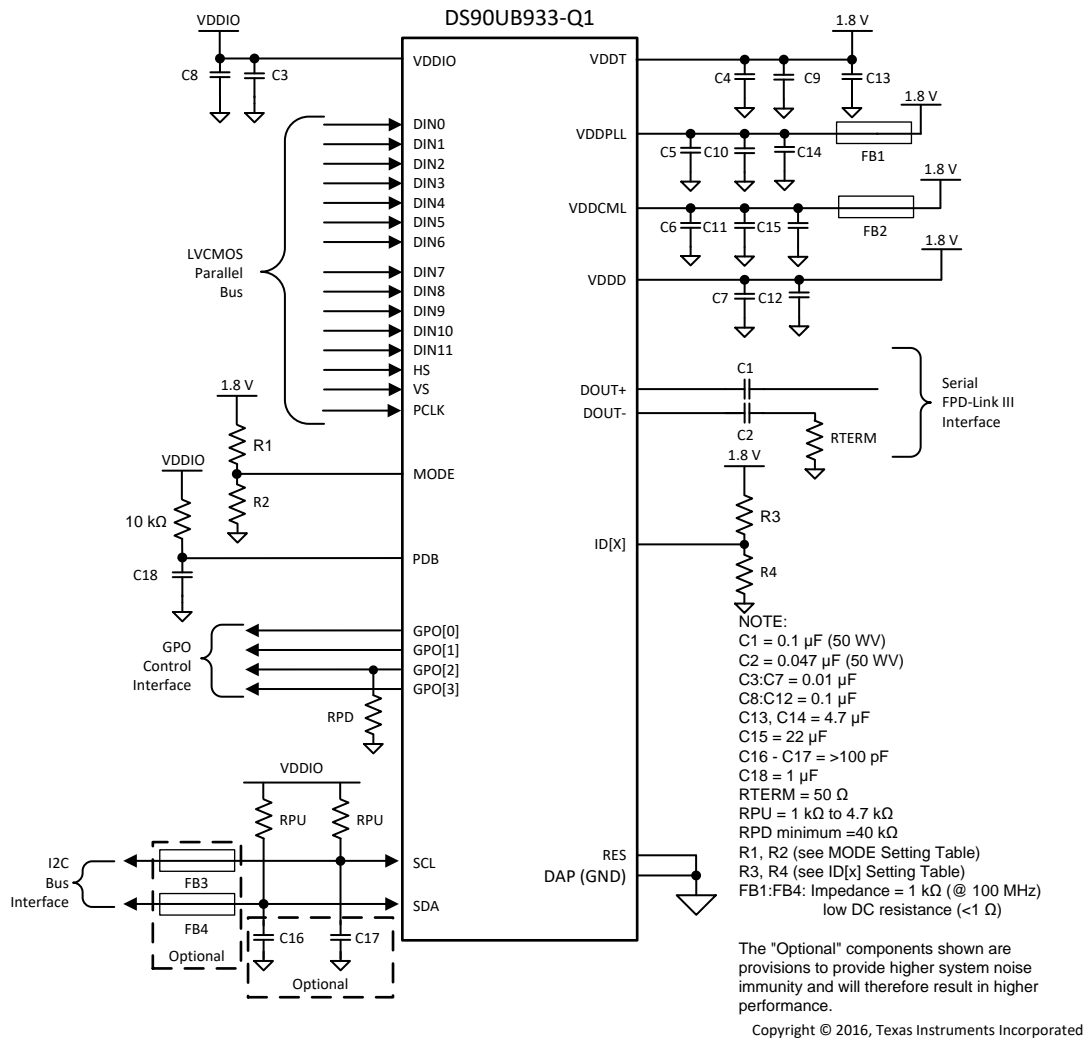 DS90UB933-Q1
VDDIO
VDDIO
C8
C3
DIN0
DIN1
DIN2
DIN3
DIN4
DIN5
DIN6
DIN7
DIN8
DIN9
DIN10
DIN11
HS
VS
PCLK
LVCMOS
Parallel
Bus
1.8 V
R1
R2
MODE
VDDIO
10 kΩ
C18
PDB
GPO[0]
GPO[1]
GPO[2]
GPO[3]
GPO
Control
Interface
RPD
VDDIO
RPU
RPU
I2C
Bus
Interface
FB3
FB4
Optional
SCL
SDA
C16
C17
Optional
VDDT
1.8 V
C4
C9
C13
VDDPLL
1.8 V
C5
C10
C14
FB1
VDDCML
1.8 V
C6
C11
C15
FB2
VDDD
1.8 V
C7
C12
DOUT+
DOUT-
C1
C2
RTERM
Serial
FPD-Link III
Interface
1.8 V
R3
R4
ID[X]
RES
DAP (GND)
NOTE:
C1 = 0.1 µF (50 WV)
C2 = 0.047 µF (50 WV)
C3:C7 = 0.01 µF
C8:C12 = 0.1 µF
C13, C14 = 4.7 µF
C15 = 22 µF
C16 - C17 = >100 pF
C18 = 1 µF
RTERM = 50 Ω
RPU = 1 kΩ to 4.7 kΩ
RPD minimum =40 kΩ
R1, R2 (see MODE Setting Table)
R3, R4 (see ID[x] Setting Table)
FB1:FB4: Impedance = 1 kΩ (@ 100 MHz)
low DC resistance (<1 Ω)
The "Optional" components shown are
provisions to provide higher system noise
immunity and will therefore result in higher
performance.
Copyright © 2016, Texas Instruments Incorporated